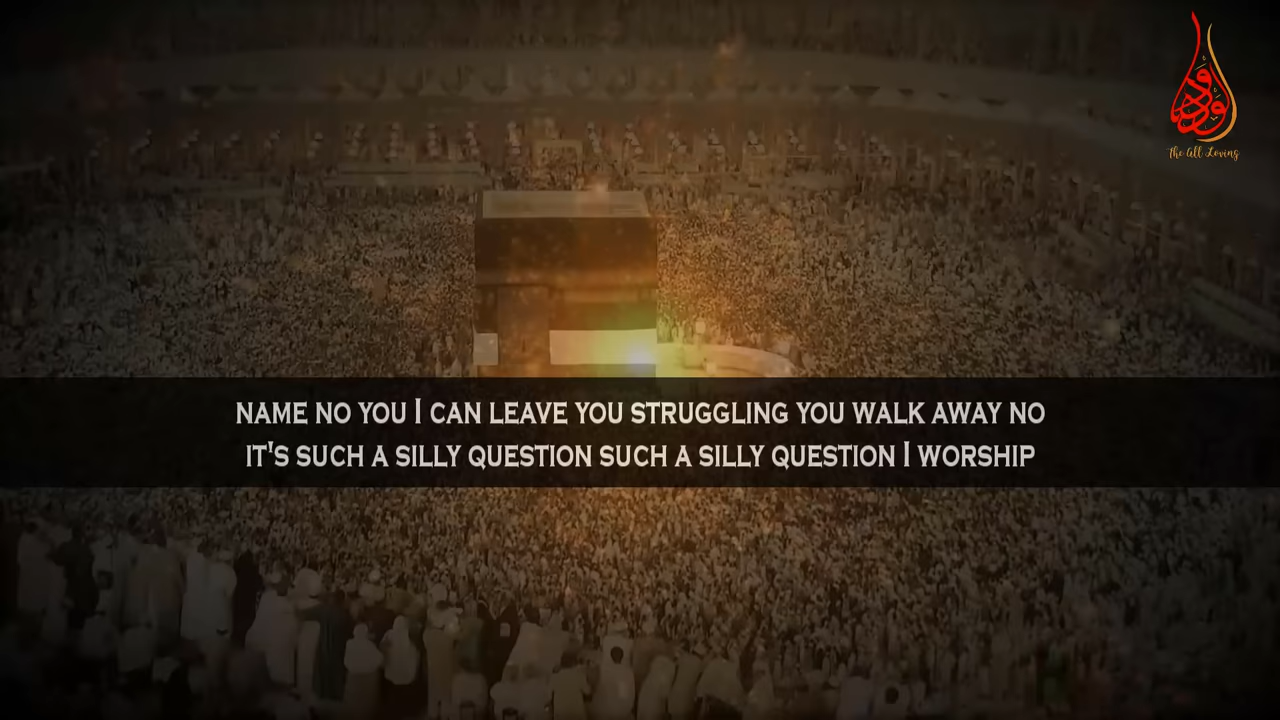 الودود
The All Loving
NAME NO YOU I CAN LEAVE YOU STRUGGLING YOU WALK AWAY NO
IT'S SUCH A SILLY QUESTION SUCH A SILLY QUESTION I WORSHIP